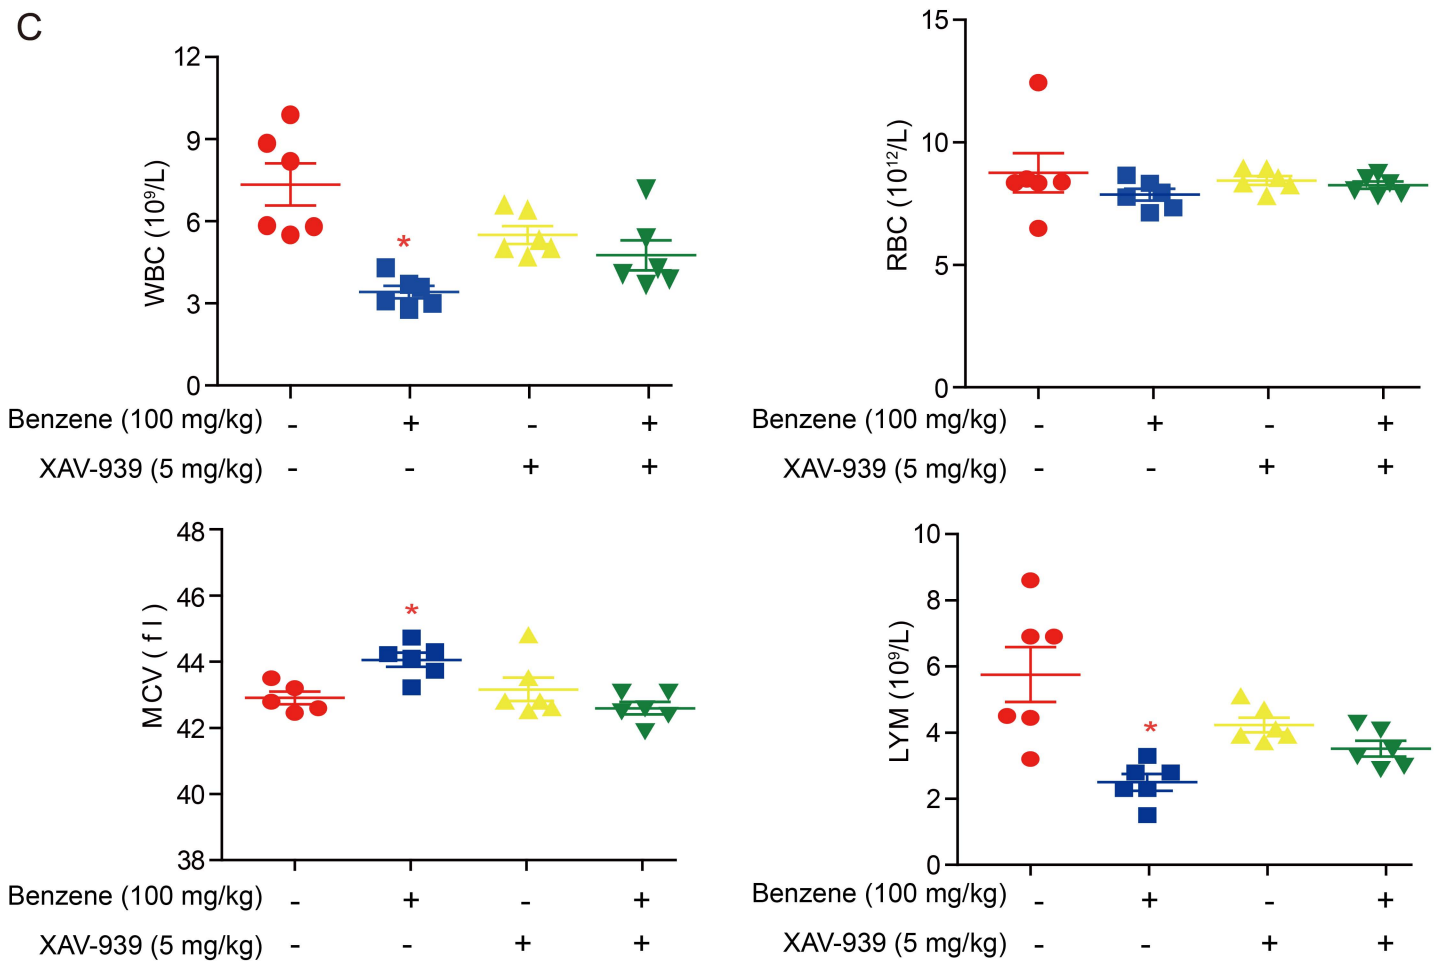 C
WBC (10⁹/L)
12
9
6
3
0
*
Benzene (100 mg/kg) - + - +
XAV-939 (5 mg/kg) - - + +
RBC (10¹²/L)
15
10
5
0
Benzene (100 mg/kg) - + - +
XAV-939 (5 mg/kg) - - + +
MCV ( f l )
48
46
44
42
40
38
*
Benzene (100 mg/kg) - + - +
XAV-939 (5 mg/kg) - - + +
LYM (10⁹/L)
10
8
6
4
2
0
*
Benzene (100 mg/kg) - + - +
XAV-939 (5 mg/kg) - - + +